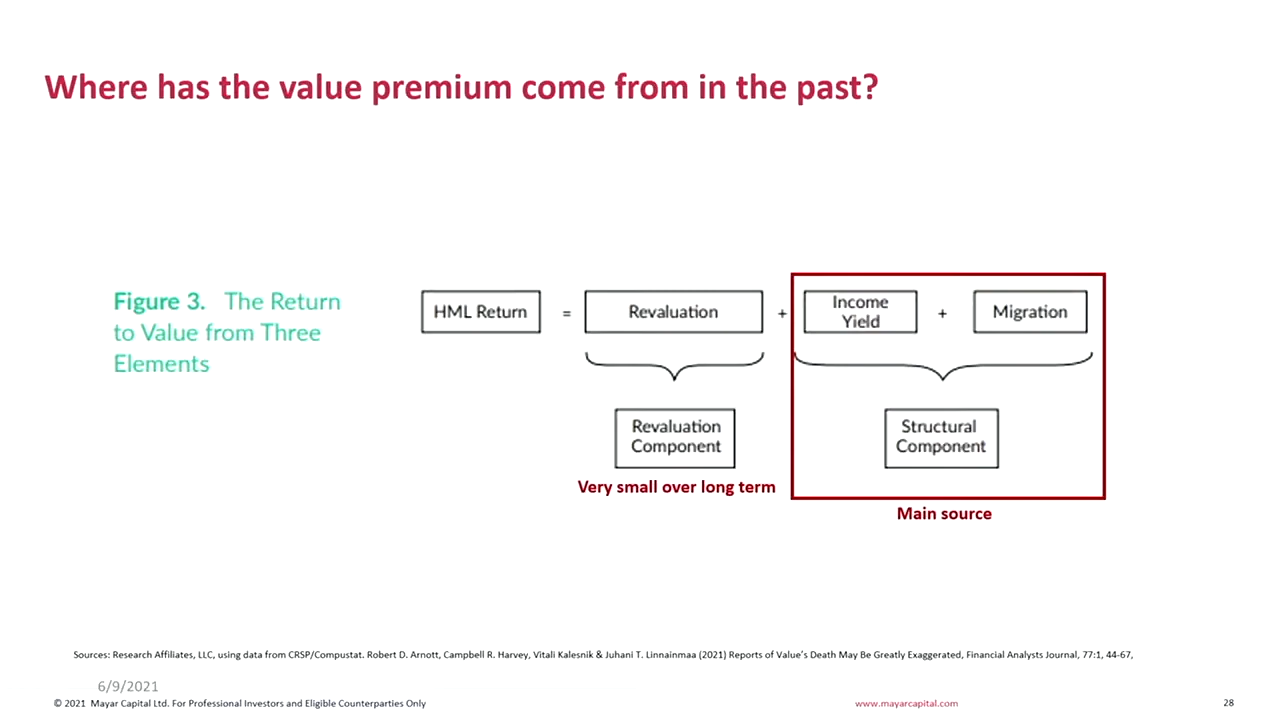 Where has the value premium come from in the past?
Figure 3. The Return
to Value from Three
Elements
HML Return
=
Revaluation
+
Income
Yield
+
Migration
Revaluation
Component
Structural
Component
Very small over long term
Main source
Sources: Research Affiliates, LLC, using data from CRSP/Compustat. Robert D. Arnott, Campbell R. Harvey, Vitali Kalesnik & Juhani T. Linnainmaa (2021) Reports of Value's Death May Be Greatly Exaggerated, Financial Analysts Journal, 77:1, 44-67,
6/9/2021
© 2021 Mayar Capital Ltd. For Professional Investors and Eligible Counterparties Only
www.mayarcapital.com
28